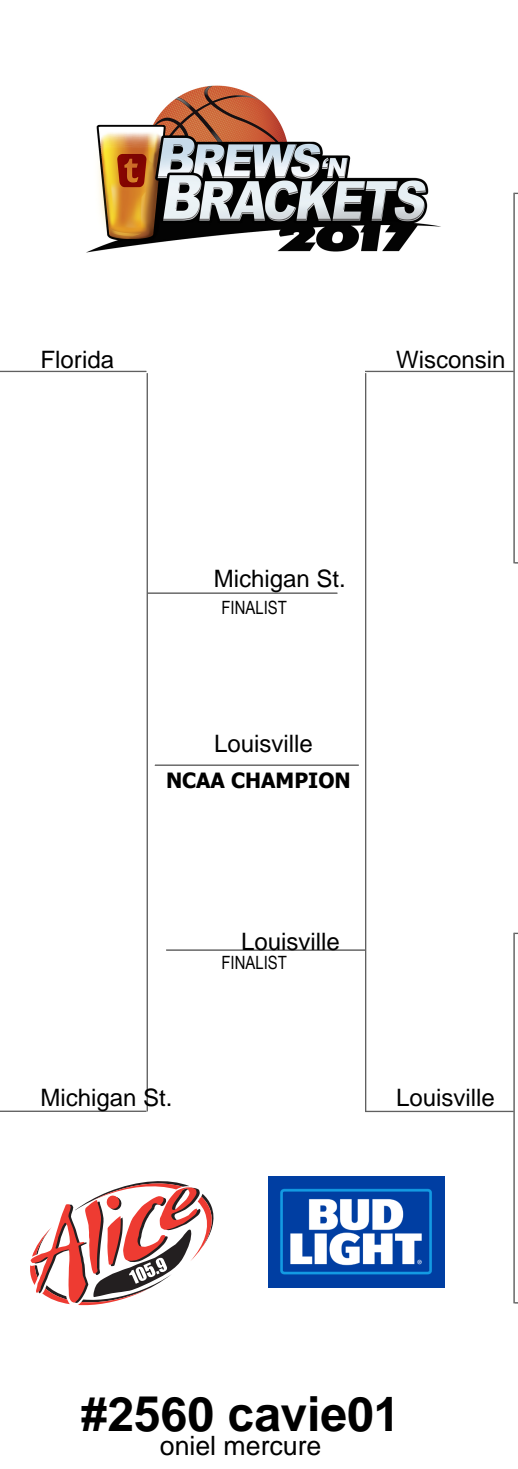 t
BREWS 'N
BRACKETS
2017
Florida
Wisconsin
Michigan St.
FINALIST
Louisville
NCAA CHAMPION
Louisville
FINALIST
Michigan St.
Louisville
Alice
105.9
BUD
LIGHT
#2560 cavie01
oniel mercure